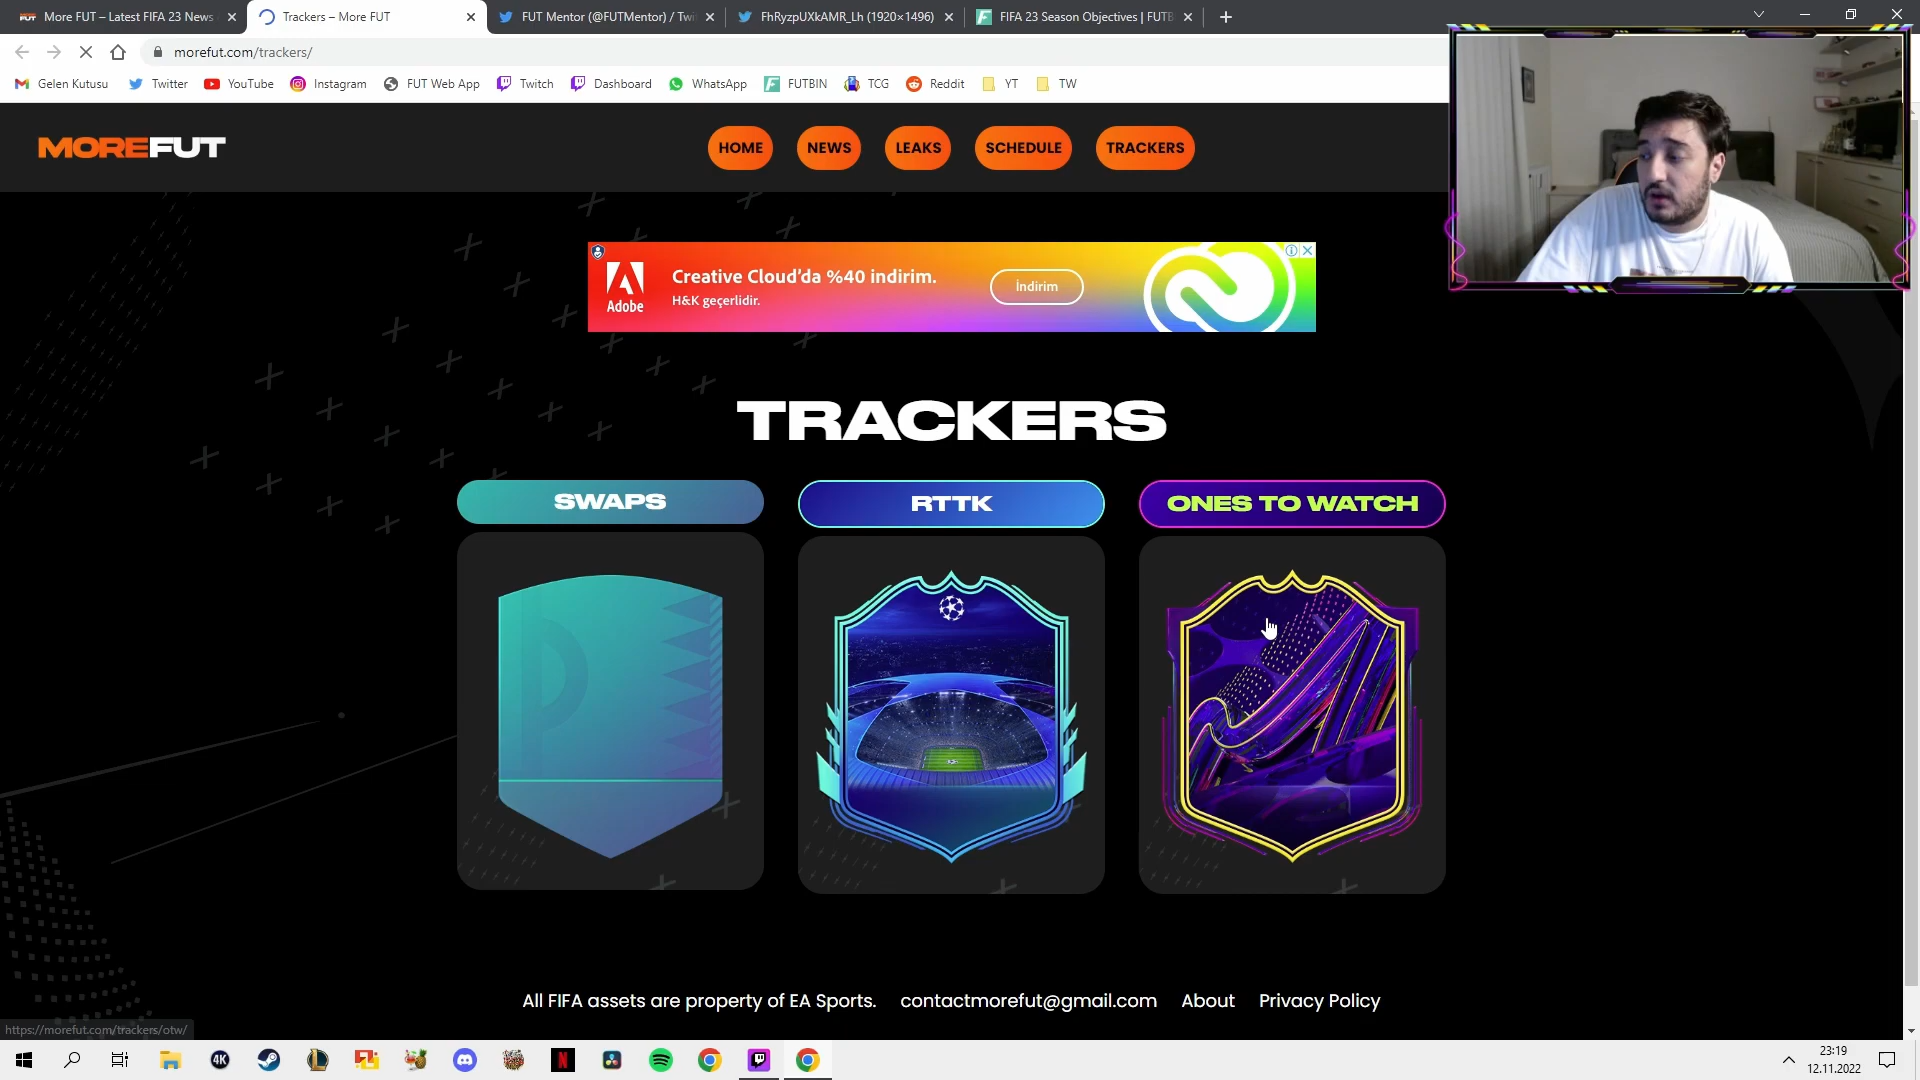 More FUT – Latest FIFA 23 News
Trackers – More FUT
FUT Mentor (@FUTMentor) / Twi
FhRyzpUXkAMR_Lh (1920×1496)
FIFA 23 Season Objectives | FUTB
morefut.com/trackers/
Gelen Kutusu
Twitter
YouTube
Instagram
FUT Web App
Twitch
Dashboard
WhatsApp
FUTBIN
TCG
Reddit
YT
TW
MOREFUT
HOME
NEWS
LEAKS
SCHEDULE
TRACKERS
Adobe
Creative Cloud'da %40 indirim.
H&K geçerlidir.
İndirim
TRACKERS
SWAPS
RTTK
ONES TO WATCH
All FIFA assets are property of EA Sports.
contactmorefut@gmail.com
About
Privacy Policy
https://morefut.com/trackers/otw/
4K
N
23:19
12.11.2022